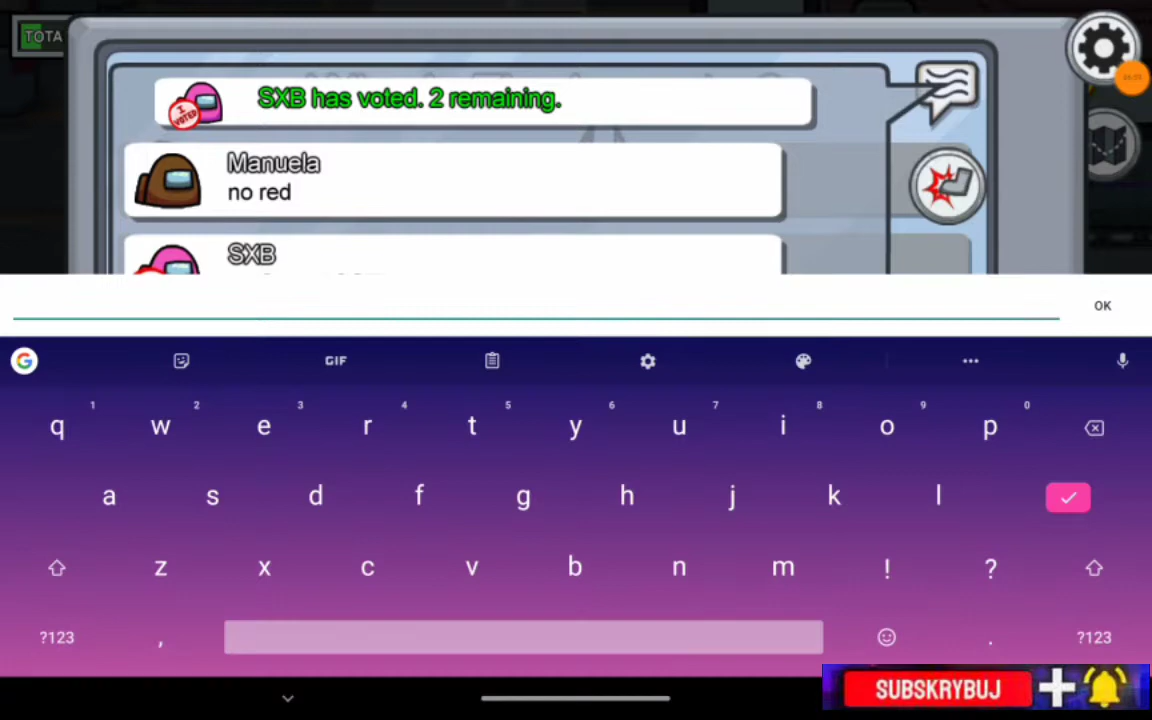 TOTA
SXB has voted. 2 remaining.
Manuela
no red
SXB
OK
G
GIF
1 2 3 4 5 6 7 8 9 0
q w e r t y u i o p
a s d f g h j k l
z x c v b n m ! ?
?123 , . ?123
SUBSKRYBUJ